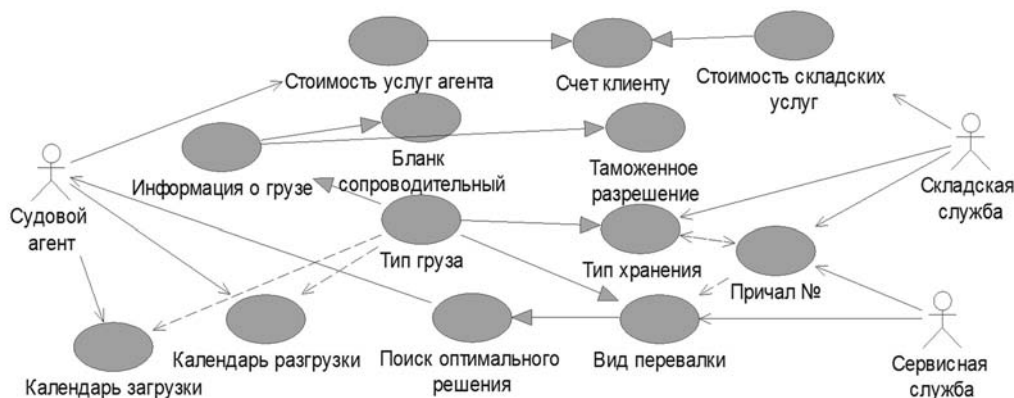 Стоимость услуг агента
Счет клиенту
Стоимость складских
услуг
Информация о грузе
Бланк
сопроводительный
Таможенное
разрешение
Судовой
агент
Складская
служба
Тип груза
Тип хранения
Причал №
Календарь загрузки
Календарь разгрузки
Поиск оптимального
решения
Вид перевалки
Сервисная
служба